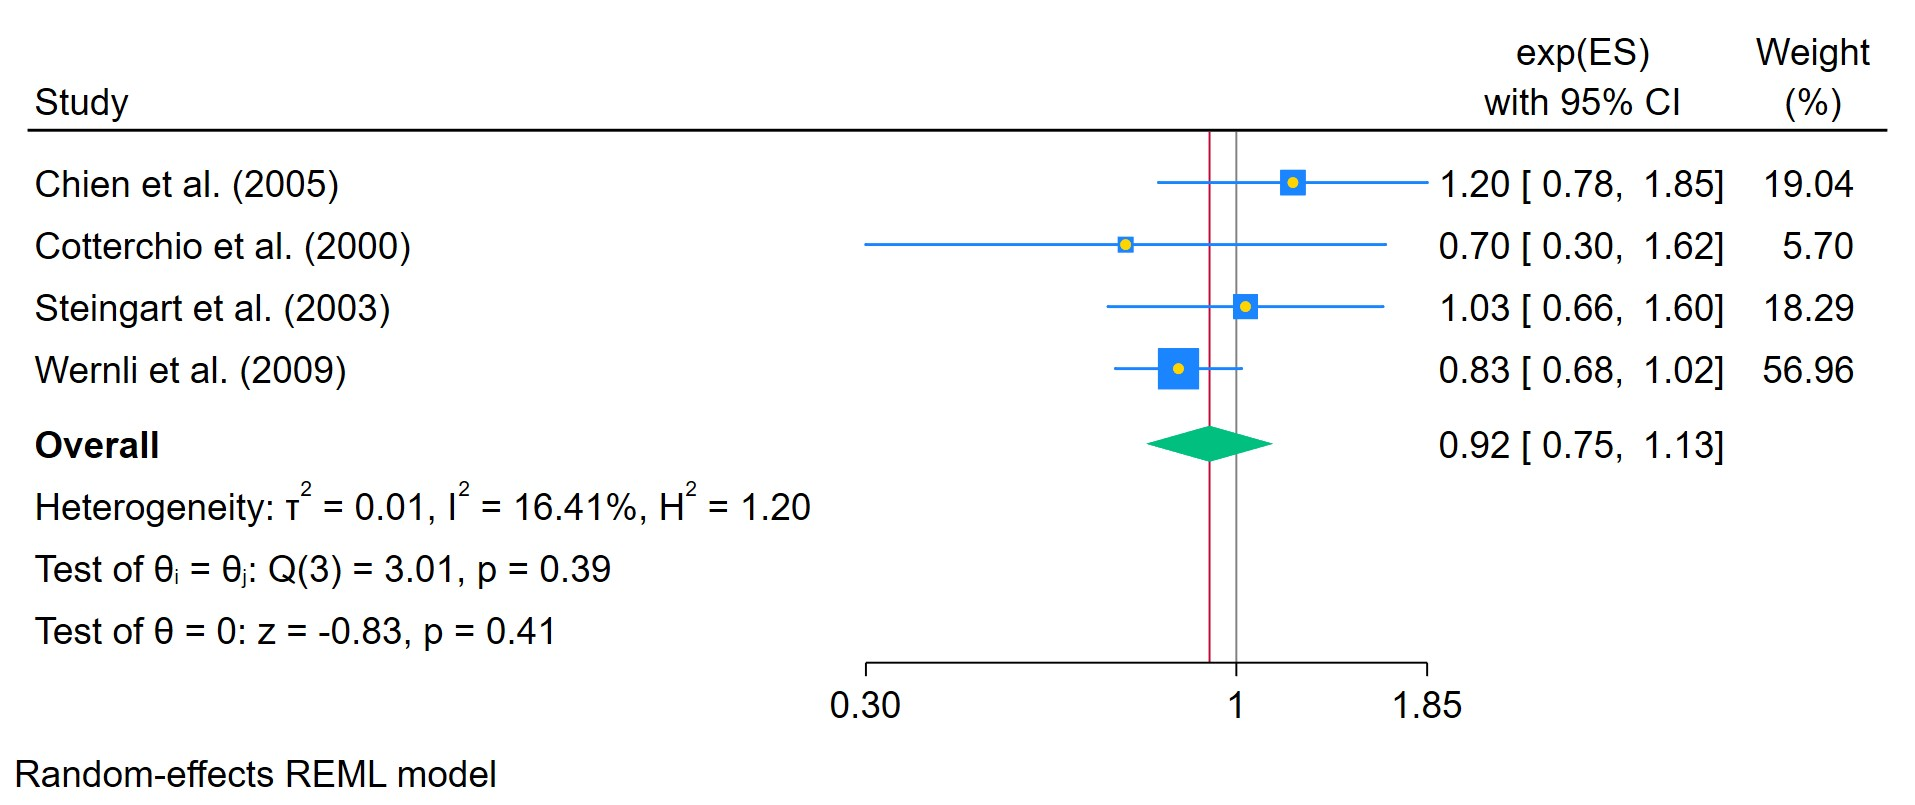 exp(ES) Weight
Study with 95% CI (%)
Chien et al. (2005) 1.20 [ 0.78, 1.85] 19.04
Cotterchio et al. (2000) 0.70 [ 0.30, 1.62] 5.70
Steingart et al. (2003) 1.03 [ 0.66, 1.60] 18.29
Wernli et al. (2009) 0.83 [ 0.68, 1.02] 56.96
Overall 0.92 [ 0.75, 1.13]
Heterogeneity: τ² = 0.01, I² = 16.41%, H² = 1.20
Test of θᵢ = θⱼ: Q(3) = 3.01, p = 0.39
Test of θ = 0: z = -0.83, p = 0.41
0.30 1 1.85
Random-effects REML model